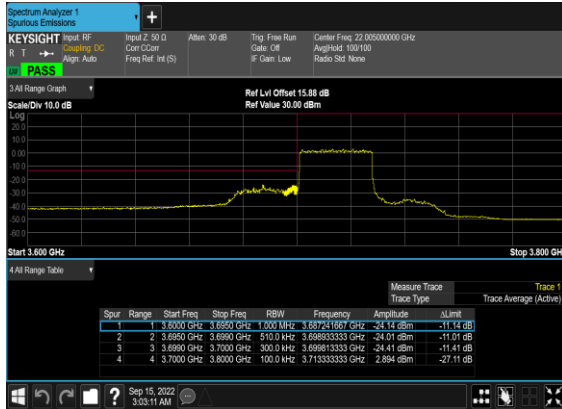 Spectrum Analyzer 1
Spurious Emissions
+
KEYSIGHT Input: RF Input Z: 50 Ω Atten: 30 dB Trig: Free Run Center Freq: 22.005000000 GHz
R T Coupling: DC Corr CCorr Gate: Off Avg|Hold: 100/100
Align: Auto Freq Ref: Int (S) IF Gain: Low Radio Std: None
PASS
3 All Range Graph
Ref Lvl Offset 15.88 dB
Scale/Div 10.0 dB Ref Value 30.00 dBm
Log
20.0
10.0
0.00
-10.0
-20.0
-30.0
-40.0
-50.0
-60.0
Start 3.600 GHz Stop 3.800 GH
4 All Range Table
Measure Trace Trace 1
Trace Type Trace Average (Active)
Spur Range Start Freq Stop Freq RBW Frequency Amplitude ΔLimit
1 1 3.6000 GHz 3.6950 GHz 1.000 MHz 3.687241667 GHz -24.14 dBm -11.14 dB
2 2 3.6950 GHz 3.6990 GHz 510.0 kHz 3.698933333 GHz -24.01 dBm -11.01 dB
3 3 3.6990 GHz 3.7000 GHz 300.0 kHz 3.699813333 GHz -24.41 dBm -11.41 dB
4 4 3.7000 GHz 3.8000 GHz 100.0 kHz 3.713333333 GHz 2.894 dBm -27.11 dB
? Sep 15, 2022
3:03:11 AM